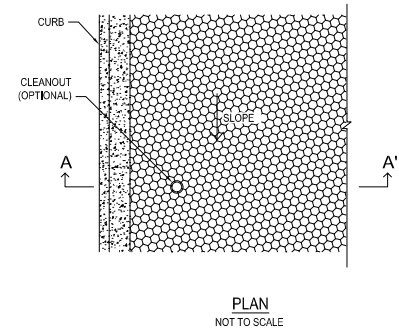 CURB
CLEANOUT
(OPTIONAL)
SLOPE
A
A'
PLAN
NOT TO SCALE